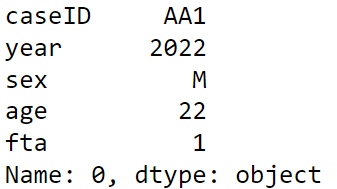 caseID AA1
year 2022
sex M
age 22
fta 1
Name: 0, dtype: object